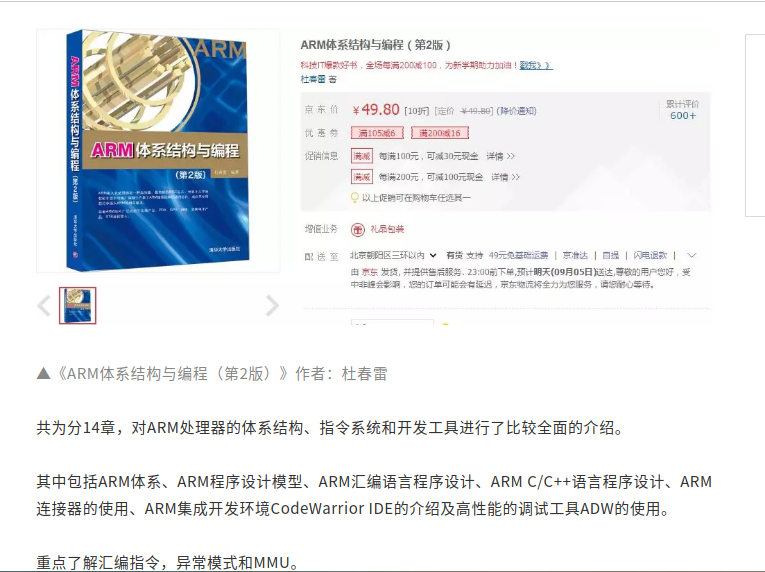 ARM
ARM体系结构与编程
（第2版）
清华大学出版社
ARM体系结构与编程
(第2版)
ARM体系结构与编程（第2版）
科技IT爆款好书，全场每满200减100，为新学期助力加油！戳我》》
杜春雷 著
京东价 ￥49.80 [10折] [定价 ￥49.80] (降价通知)
累计评价
600+
优惠券 满105减6 满200减16
促销信息 满减 每满100元，可减30元现金 详情 >>
满减 每满200元，可减100元现金 详情 >>
以上促销可在购物车任选其一
增值业务 礼品包装
配送至 北京朝阳区三环以内 有货 支持 49元免基础运费 | 京准达 | 自提 | 闪电退款 |
由 京东 发货, 并提供售后服务. 23:00前下单,预计明天(09月05日)送达,尊敬的用户您好，受
中非峰会影响，您的订单可能会有延迟，京东物流将全力为您服务，请您耐心等待。
▲《ARM体系结构与编程（第2版）》作者：杜春雷
共为分14章，对ARM处理器的体系结构、指令系统和开发工具进行了比较全面的介绍。
其中包括ARM体系、ARM程序设计模型、ARM汇编语言程序设计、ARM C/C++语言程序设计、ARM
连接器的使用、ARM集成开发环境CodeWarrior IDE的介绍及高性能的调试工具ADW的使用。
重点了解汇编指令，异常模式和MMU。